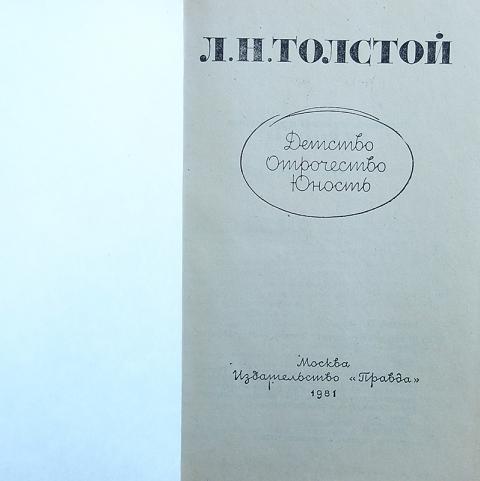 Л.Н.ТОЛСТОЙ
Детство
Отрочество
Юность
Москва
Издательство «Правда»
1981